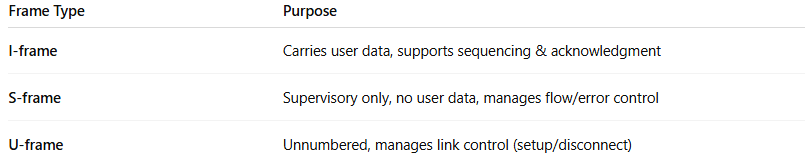 Frame Type Purpose
I-frame Carries user data, supports sequencing & acknowledgment
S-frame Supervisory only, no user data, manages flow/error control
U-frame Unnumbered, manages link control (setup/disconnect)